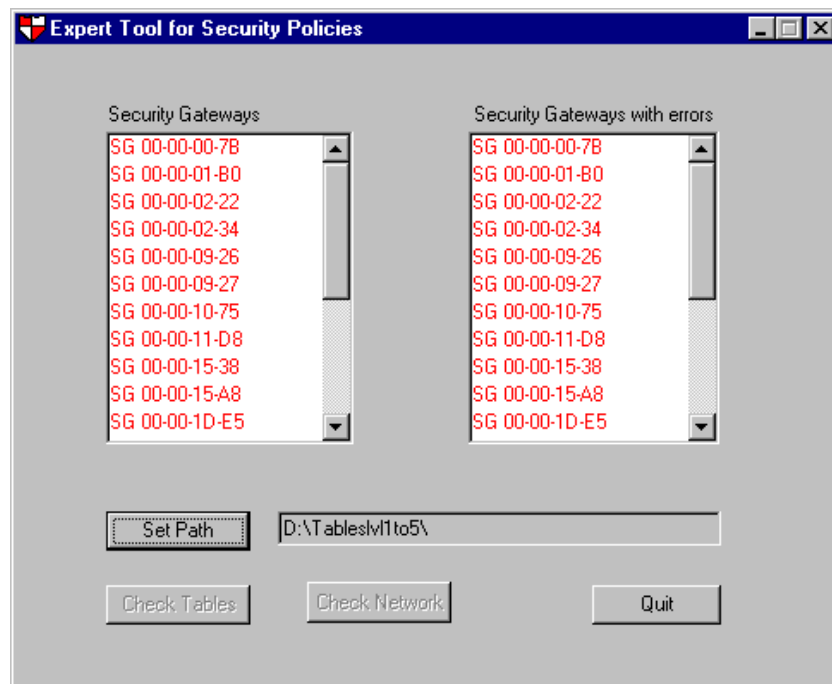 Expert Tool for Security Policies
Security Gateways
SG 00-00-00-7B
SG 00-00-01-B0
SG 00-00-02-22
SG 00-00-02-34
SG 00-00-09-26
SG 00-00-09-27
SG 00-00-10-75
SG 00-00-11-D8
SG 00-00-15-38
SG 00-00-15-A8
SG 00-00-1D-E5
Security Gateways with errors
SG 00-00-00-7B
SG 00-00-01-B0
SG 00-00-02-22
SG 00-00-02-34
SG 00-00-09-26
SG 00-00-09-27
SG 00-00-10-75
SG 00-00-11-D8
SG 00-00-15-38
SG 00-00-15-A8
SG 00-00-1D-E5
Set Path
D:\Tableslvl1to5\
Check Tables
Check Network
Quit